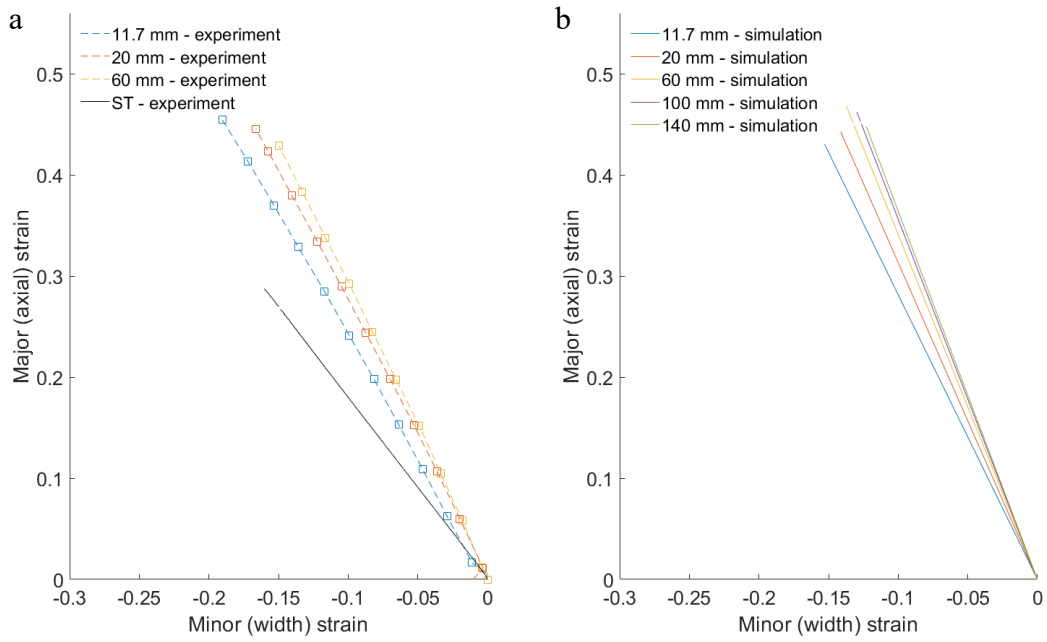 a
11.7 mm - experiment
20 mm - experiment
60 mm - experiment
ST - experiment
0.5
0.4
0.3
0.2
0.1
0
Major (axial) strain
-0.3
-0.25
-0.2
-0.15
-0.1
-0.05
0
Minor (width) strain
b
11.7 mm - simulation
20 mm - simulation
60 mm - simulation
100 mm - simulation
140 mm - simulation
0.5
0.4
0.3
0.2
0.1
0
Major (axial) strain
-0.3
-0.25
-0.2
-0.15
-0.1
-0.05
0
Minor (width) strain